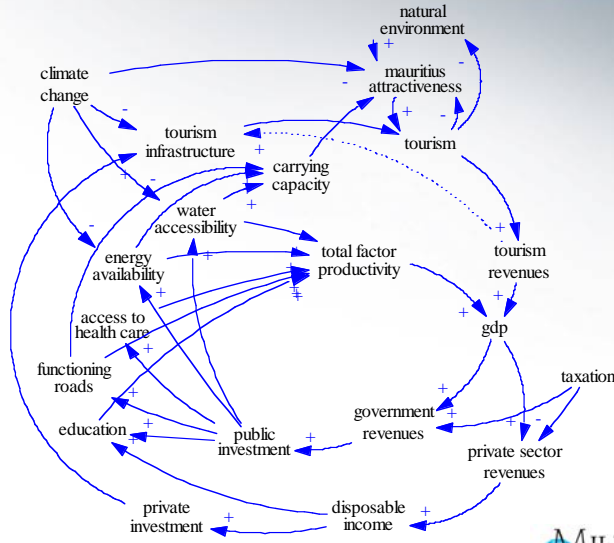 natural
environment
climate
change
mauritius
attractiveness
tourism
infrastructure
tourism
carrying
capacity
water
accessibility
energy
availability
total factor
productivity
tourism
revenues
access to
health care
gdp
functioning
roads
taxation
education
public
investment
government
revenues
private sector
revenues
private
investment
disposable
income